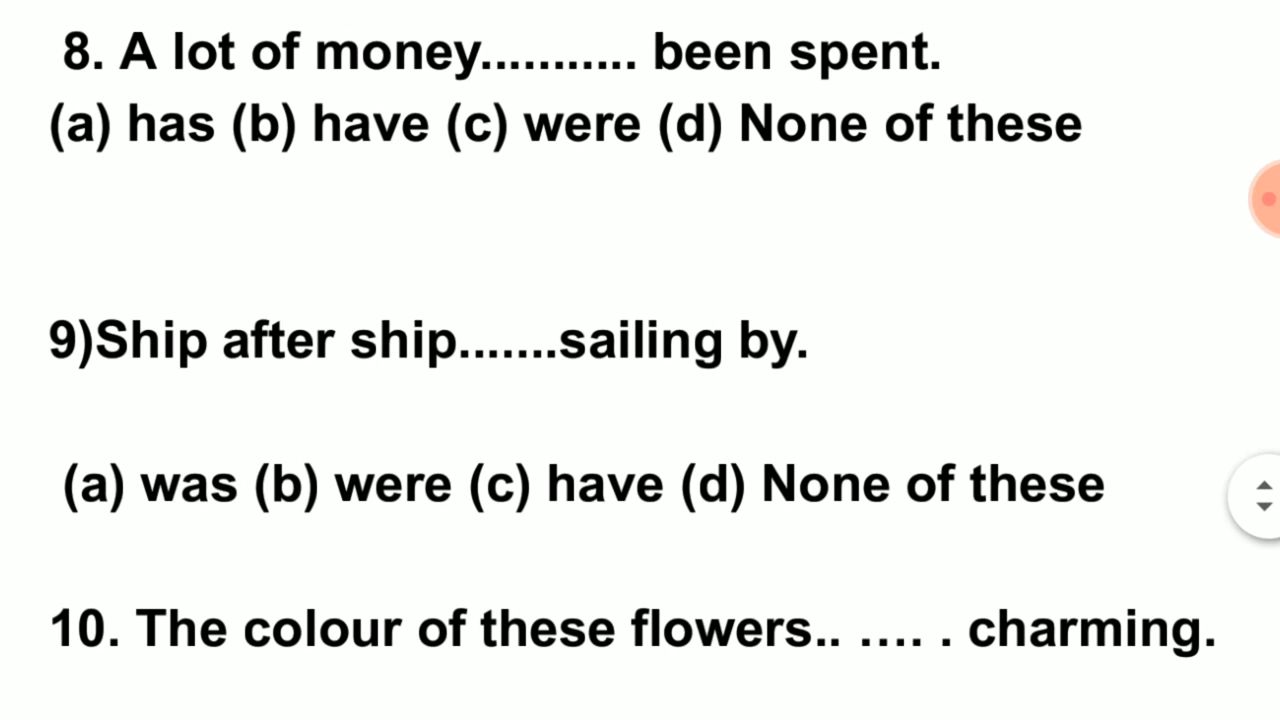 8. A lot of money........... been spent.
(a) has (b) have (c) were (d) None of these
9)Ship after ship.......sailing by.
(a) was (b) were (c) have (d) None of these
10. The colour of these flowers.. .... . charming.